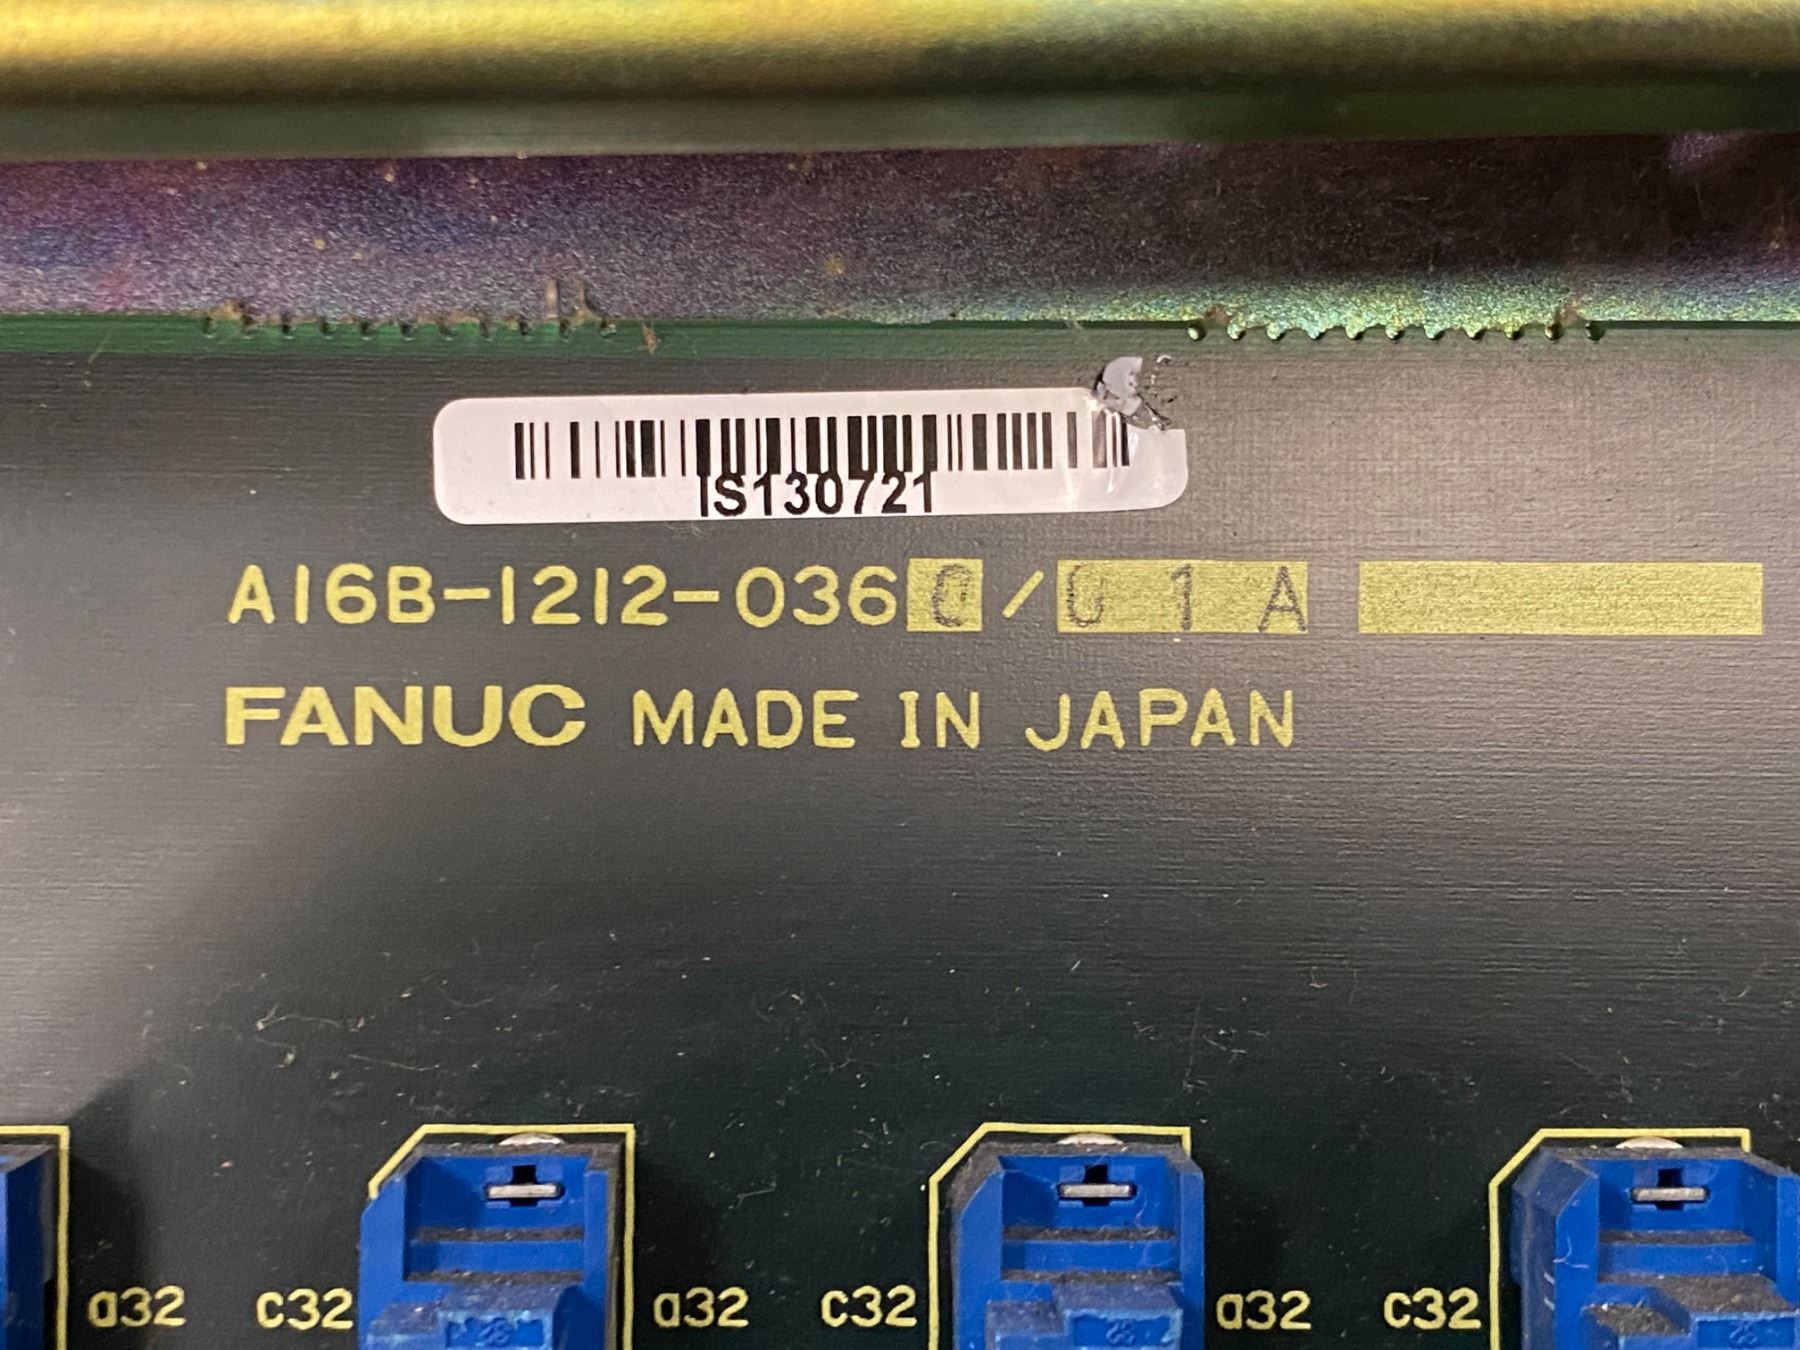 IS130721
A16B-1212-0360/01A
FANUC MADE IN JAPAN
a32 c32 a32 c32 a32 c32